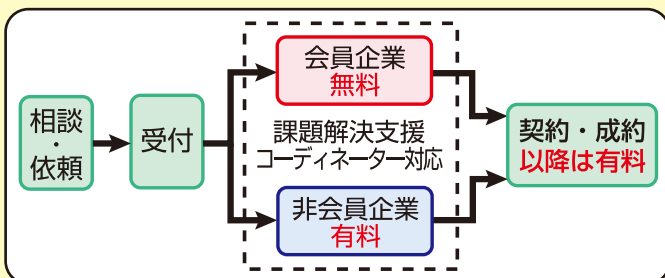 相談
・
依頼
受付
会員企業
無料
課題解決支援
コーディネーター対応
非会員企業
有料
契約・成約
以降は有料